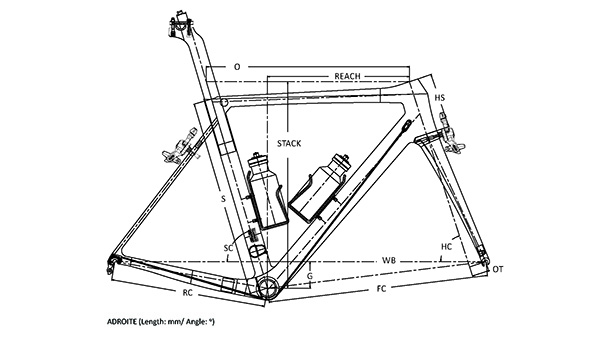 O
REACH
HS
STACK
S
SC
HC
WB
OT
G
RC
FC
ADROITE (Length: mm/ Angle: °)